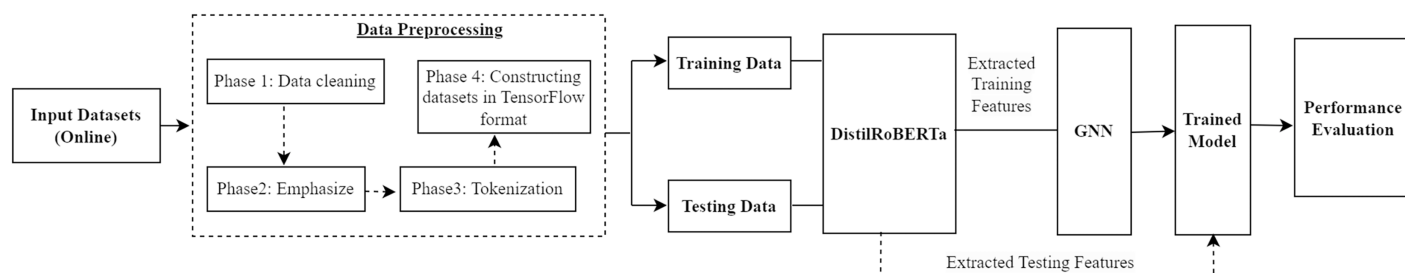 Data Preprocessing
Input Datasets
(Online)
Phase 1: Data cleaning
Phase2: Emphasize
Phase3: Tokenization
Phase 4: Constructing
datasets in TensorFlow
format
Training Data
Testing Data
DistilRoBERTa
Extracted
Training
Features
GNN
Trained
Model
Performance
Evaluation
Extracted Testing Features